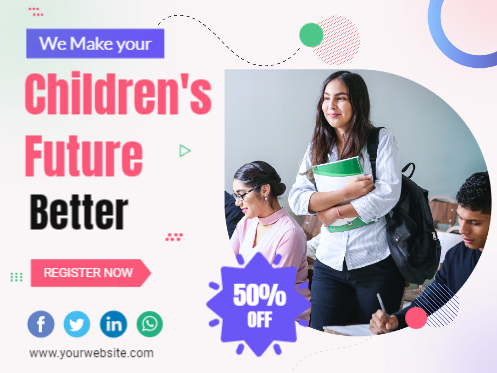 We Make your
Children's
Future
Better
REGISTER NOW
50%
OFF
www.yourwebsite.com